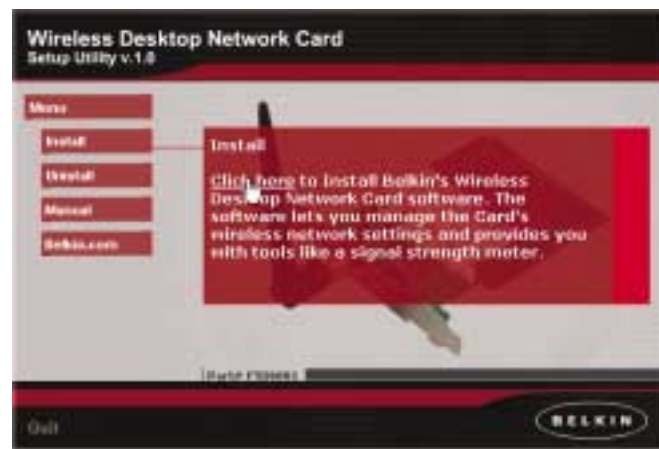 Wireless Desktop Network Card
Setup Utility v.1.0
Menu
Install
Uninstall
Manual
Belkin.com
Install
Click here to Install Belkin's Wireless
Desktop Network Card software. The
software lets you manage the Card's
wireless network settings and provides you
with tools like a signal strength meter.
Part#
Quit
BELKIN